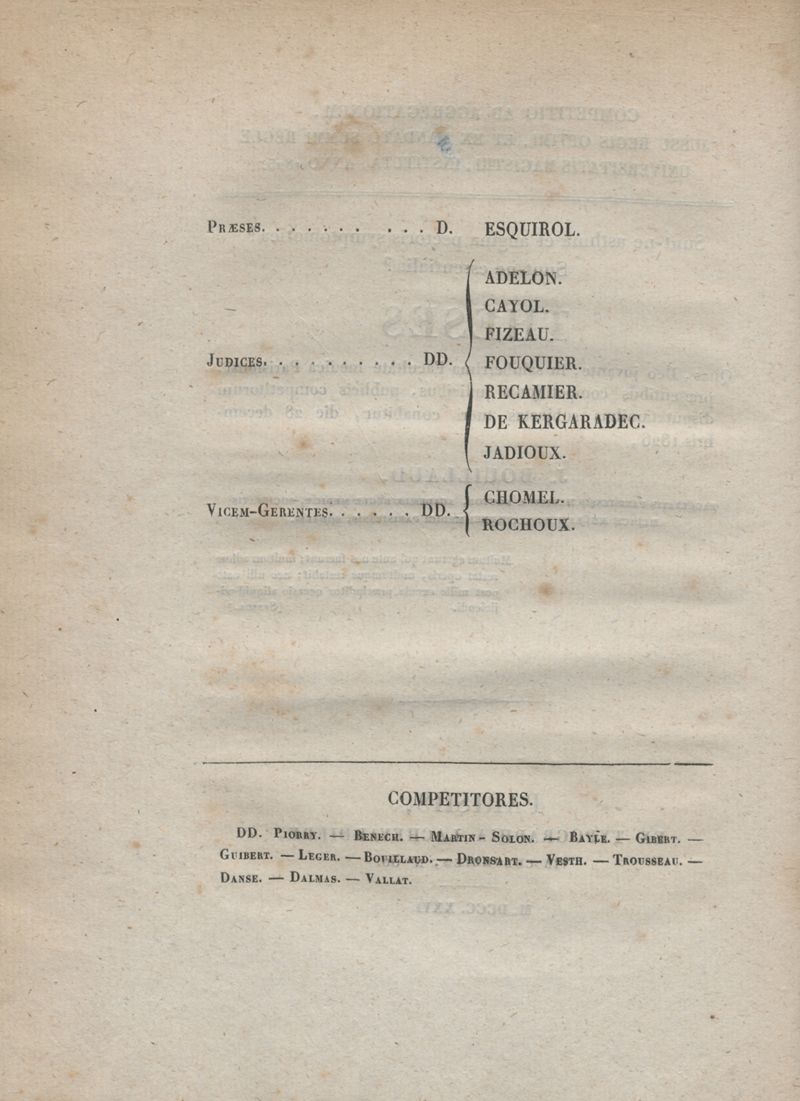 PRÆSES. . . . . . . . . . D. ESQUIROL.
ADELON.
CAYOL.
FIZEAU.
JUDICES. . . . . . . . . . DD. FOUQUIER.
RECAMIER.
DE KERGARADEC.
JADIOUX.
CHOMEL.
VICEM-GERENTES. . . . . . DD.
ROCHOUX.
COMPETITORES.
DD. PIORRY. — BENECH. — MARTIN-SOLON. — BAYLE. — GIBERT. —
GUIBERT. — LEGER. — BOUILLAUD. — DRONSART. — VESTH. — TROUSSEAU. —
DANSE. — DALMAS. — VALLAT.